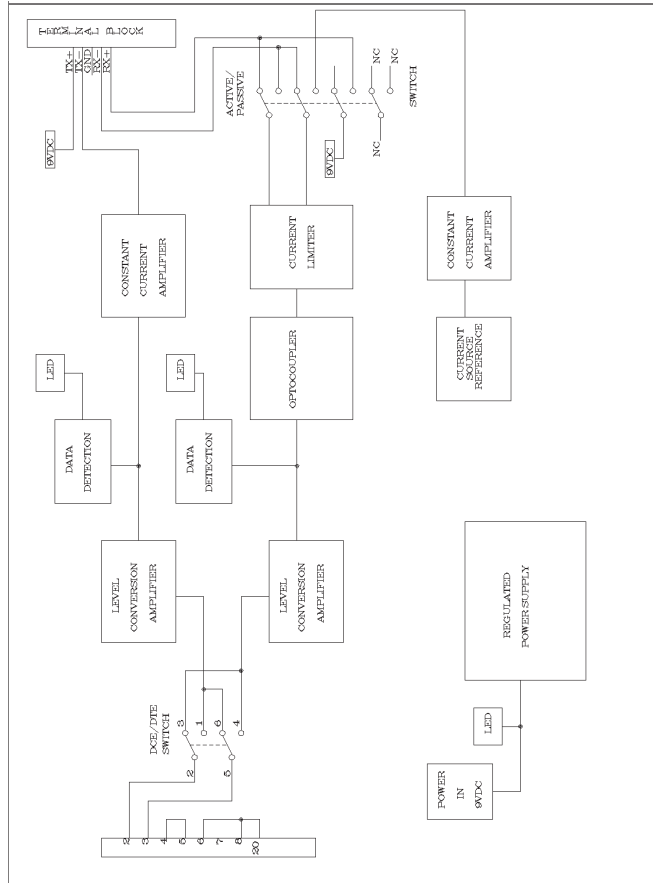 TERMINAL BLOCK
TX+
TX-
GND
RX-
RX+
9VDC
ACTIVE/
PASSIVE
SWITCH
NC
NC
NC
9VDC
CONSTANT
CURRENT
AMPLIFIER
CURRENT
LIMITER
CONSTANT
CURRENT
AMPLIFIER
LED
LED
OPTOCOUPLER
CURRENT
SOURCE
REFERENCE
DATA
DETECTION
DATA
DETECTION
LEVEL
CONVERSION
AMPLIFIER
LEVEL
CONVERSION
AMPLIFIER
REGULATED
POWER SUPPLY
DCE/DTE
SWITCH
3
1
6
4
2
5
LED
POWER
IN
9VDC
2
3
4
5
6
8
20